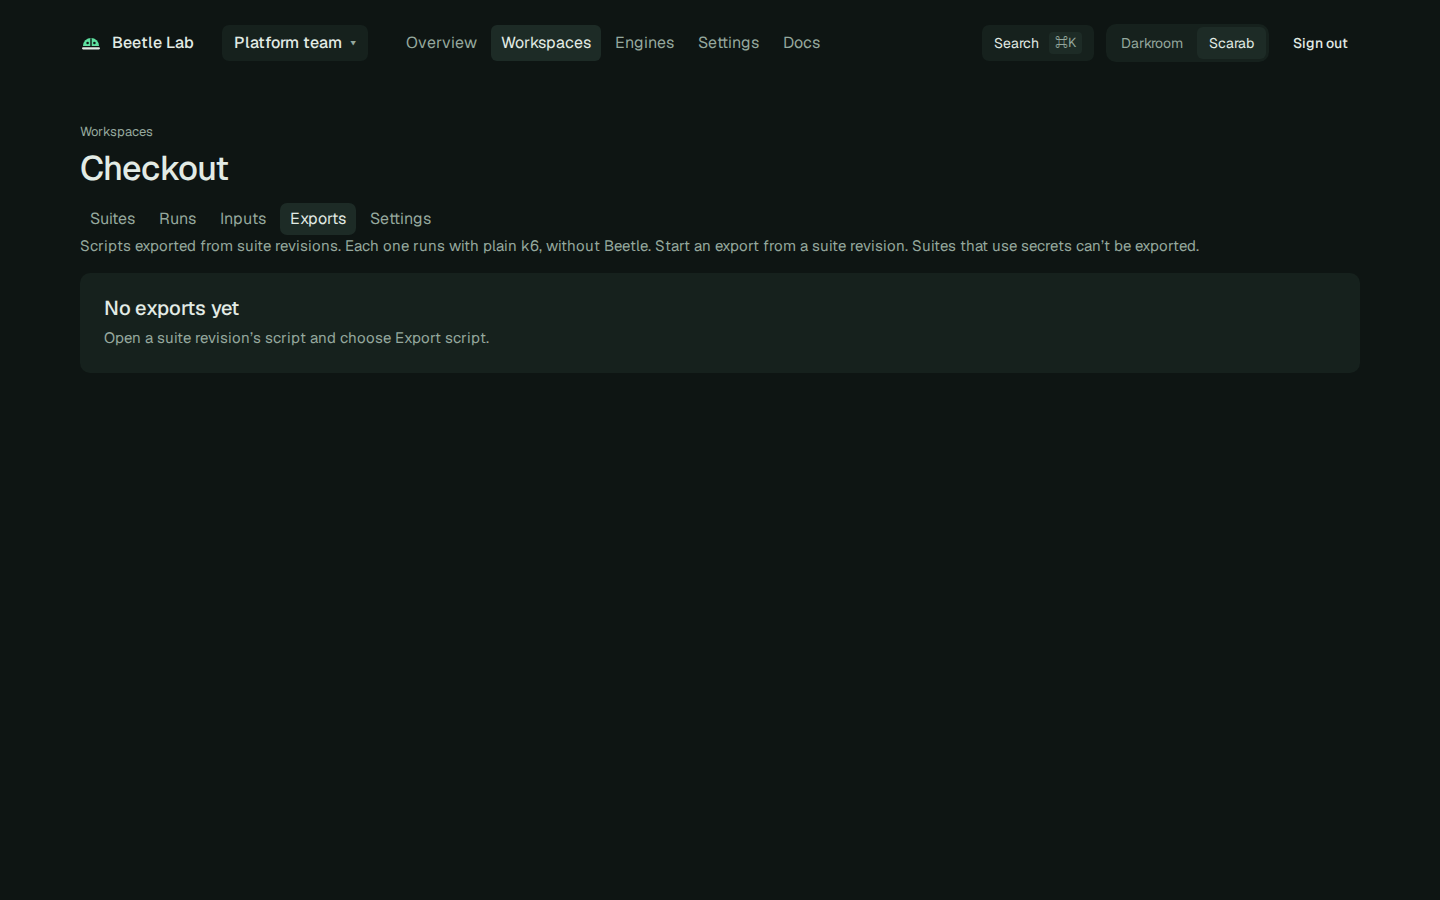 Beetle Lab
Platform team
Overview
Workspaces
Engines
Settings
Docs
Search ⌘K
Darkroom
Scarab
Sign out
Workspaces
Checkout
Suites
Runs
Inputs
Exports
Settings
Scripts exported from suite revisions. Each one runs with plain k6, without Beetle. Start an export from a suite revision. Suites that use secrets can’t be exported.
No exports yet
Open a suite revision’s script and choose Export script.